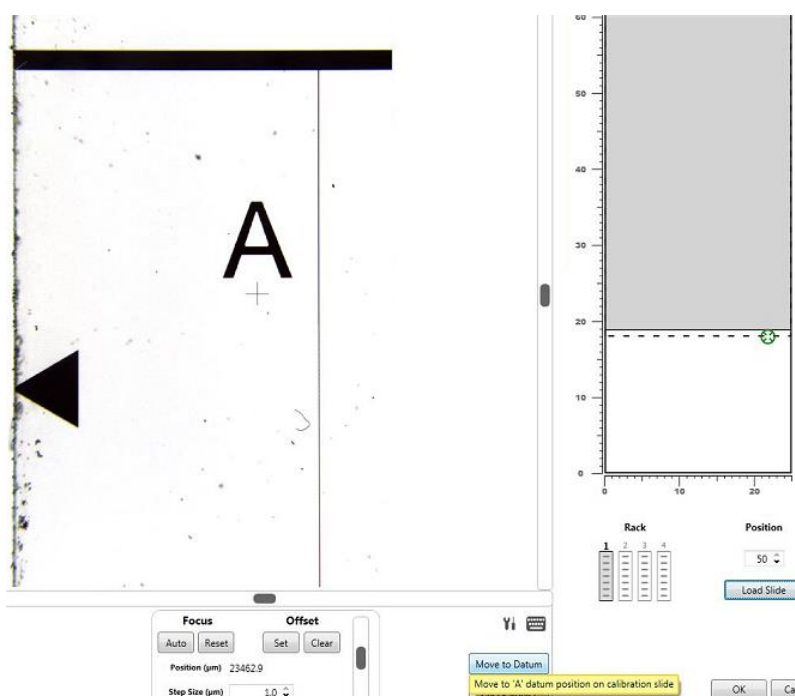 A
60
50
40
30
20
10
0
0 10 20
Rack Position
1 2 3 4
50
Load Slide
Focus Offset
Auto Reset Set Clear
Position (µm) 23462.9
Step Size (µm) 1.0
Move to Datum
Move to 'A' datum position on calibration slide
OK Ca